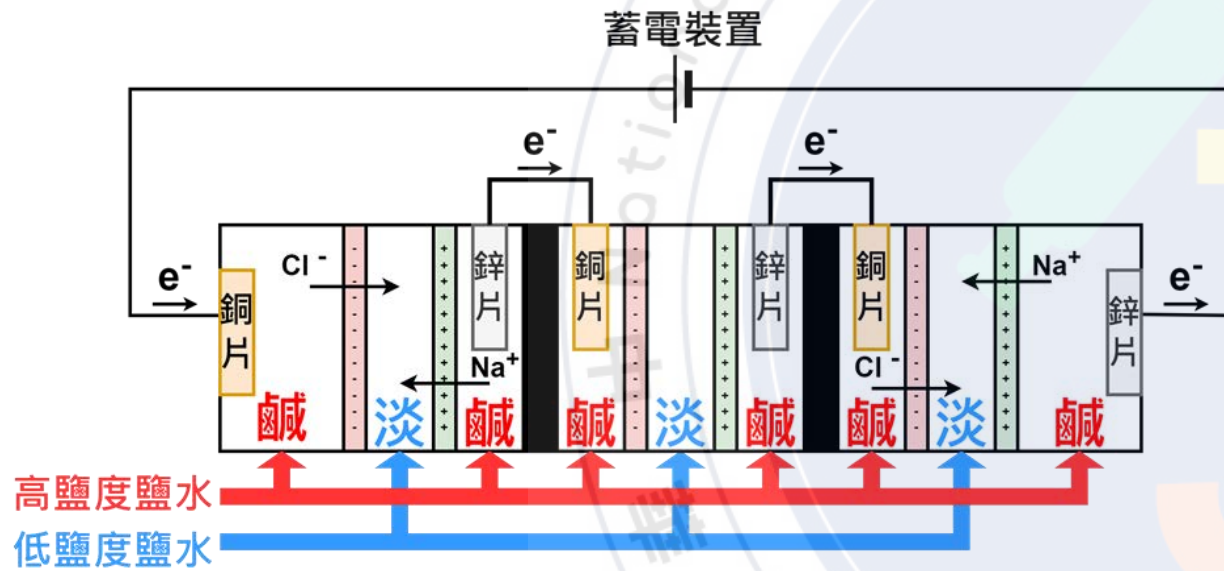 蓄電裝置
e-
e-
e-
e-
Cl-
Na+
銅片
鋅片
銅片
鋅片
銅片
鋅片
Na+
Cl-
鹹
淡
鹹
鹹
淡
鹹
鹹
淡
鹹
高鹽度鹽水
低鹽度鹽水
Nation
中